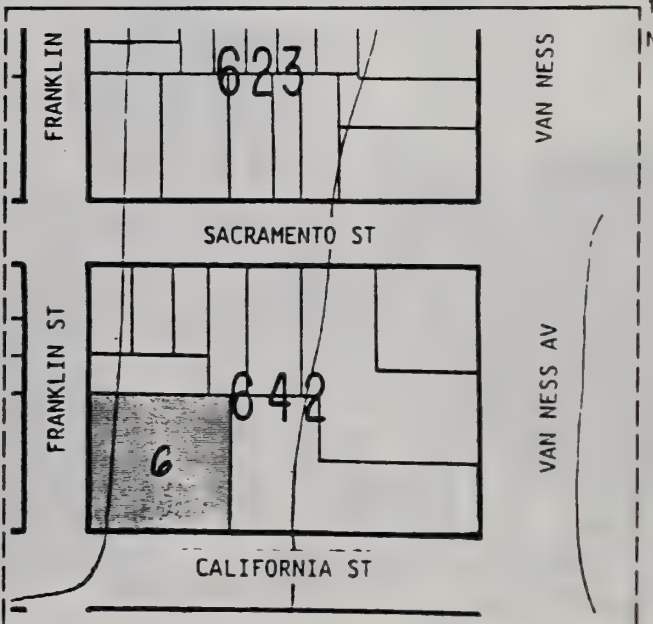 FRANKLIN
623
VAN NESS
N
SACRAMENTO ST
FRANKLIN ST
642
VAN NESS AV
6
CALIFORNIA ST